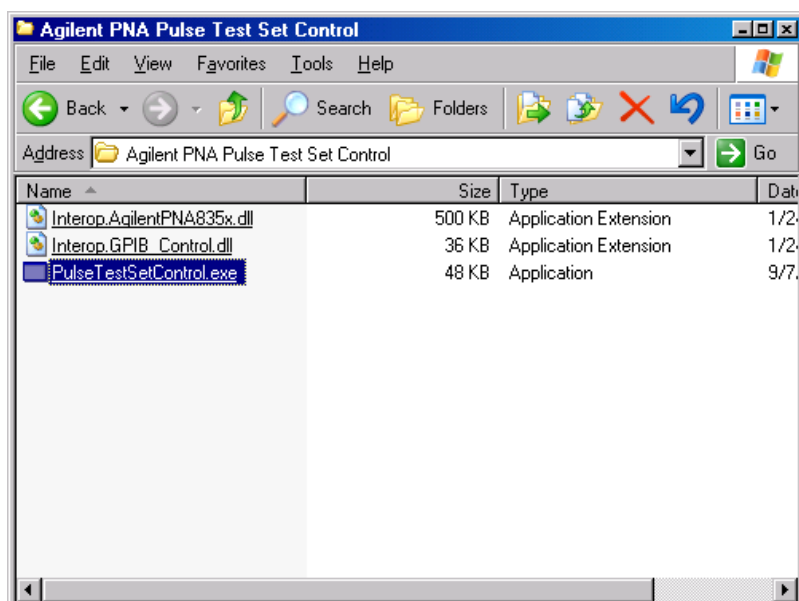 Agilent PNA Pulse Test Set Control
File Edit View Favorites Tools Help
Back Search Folders
Address Agilent PNA Pulse Test Set Control Go
Name Size Type
Interop.AgilentPNA835x.dll 500 KB Application Extension
Interop.GPIB_Control.dll 36 KB Application Extension
PulseTestSetControl.exe 48 KB Application